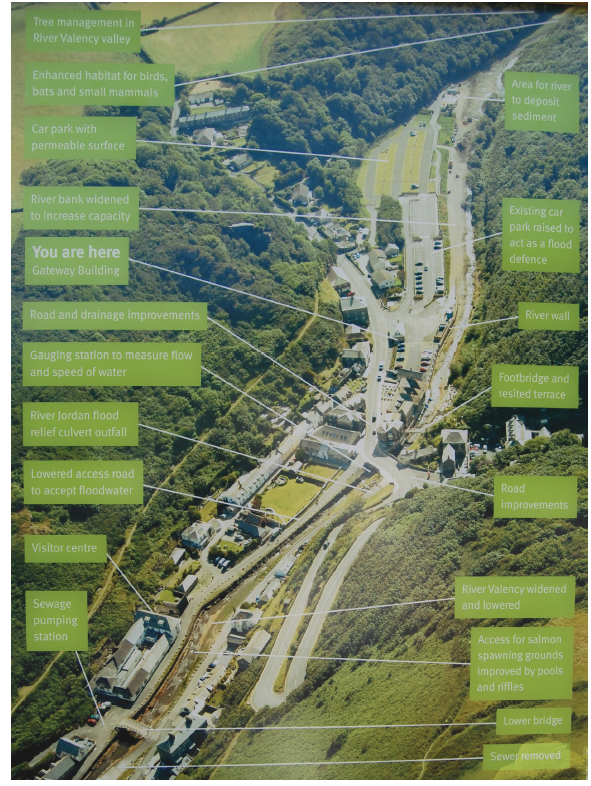 Tree management in
River Valency valley
Enhanced habitat for birds,
bats and small mammals
Car park with
permeable surface
River bank widened
to increase capacity
You are here
Gateway Building
Road and drainage improvements
Gauging station to measure flow
and speed of water
River Jordan flood
relief culvert outfall
Lowered access road
to accept floodwater
Visitor centre
Sewage
pumping
station
Area for river
to deposit
sediment
Existing car
park raised to
act as a flood
defence
River wall
Footbridge and
resited terrace
Road
improvements
River Valency widened
and lowered
Access for salmon
spawning grounds
improved by pools
and riffles
Lower bridge
Sewer removed